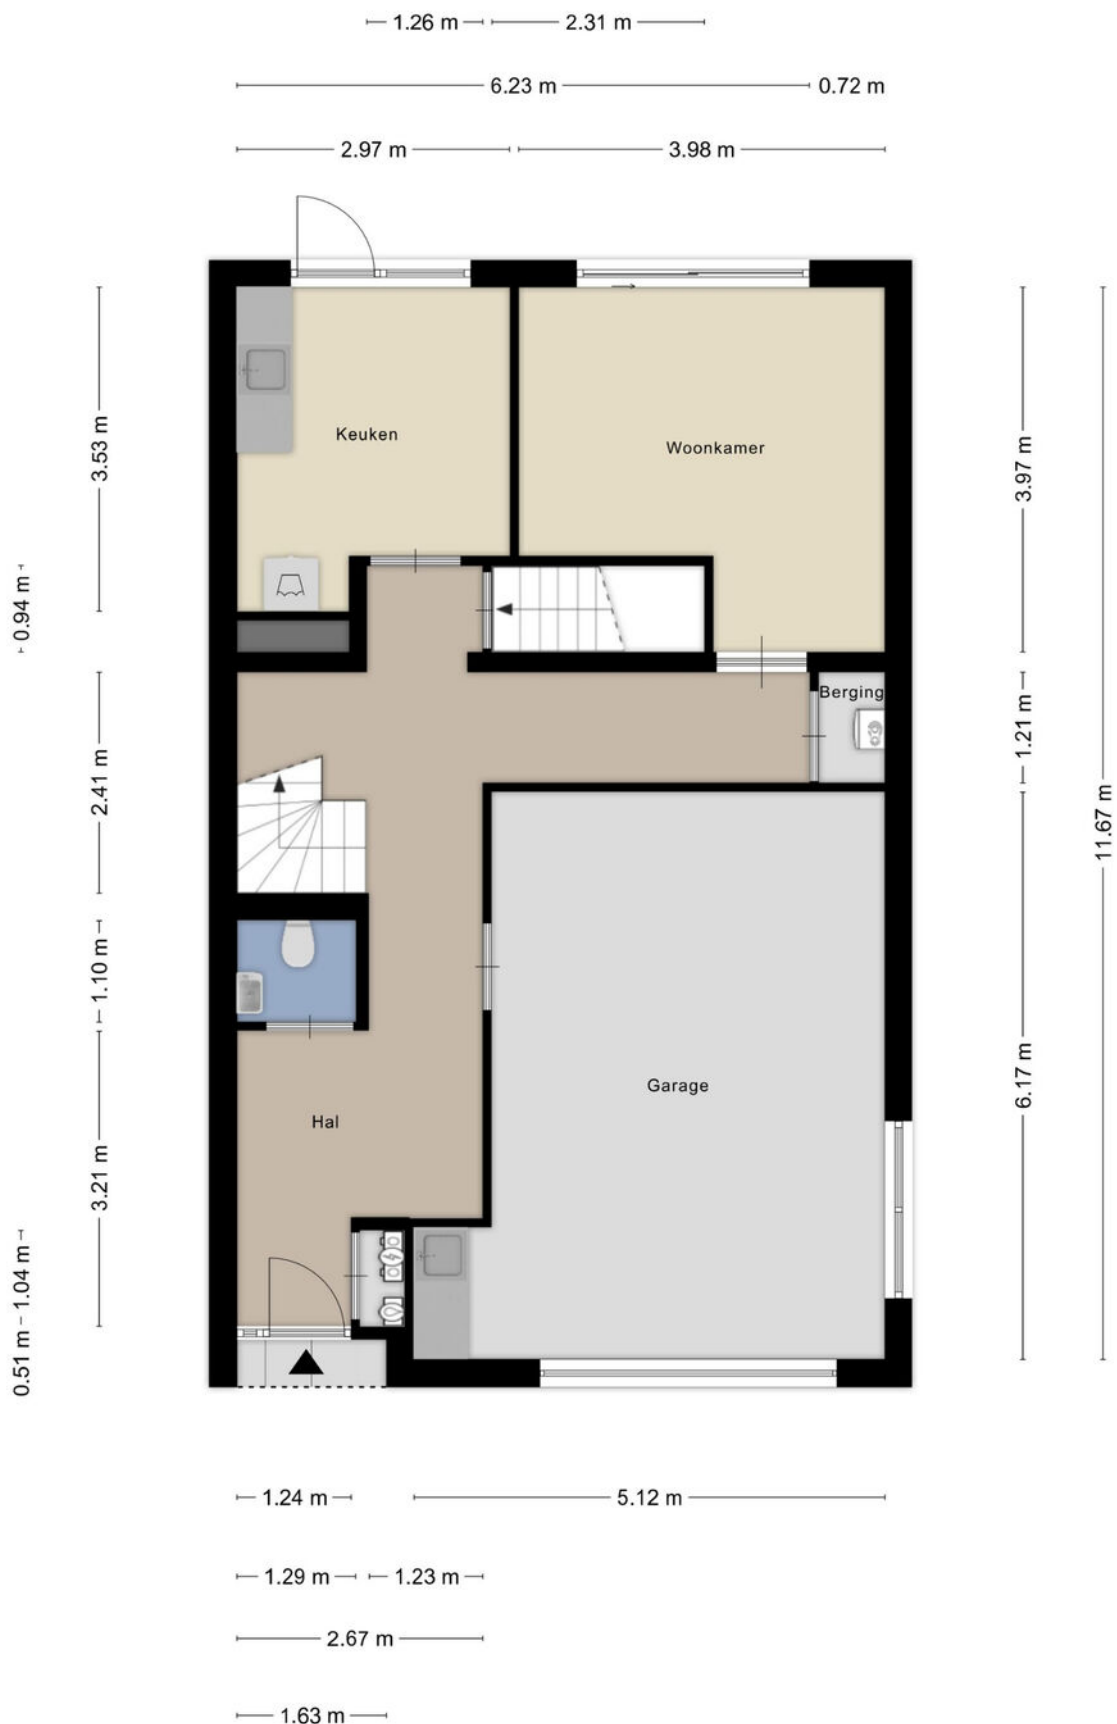 1.26 m 2.31 m
6.23 m 0.72 m
2.97 m 3.98 m
Keuken
Woonkamer
3.53 m
3.97 m
0.94 m
Berging
1.21 m
2.41 m
11.67 m
1.10 m
6.17 m
Garage
Hal
3.21 m
1.04 m
0.51 m
1.24 m 5.12 m
1.29 m 1.23 m
2.67 m
1.63 m